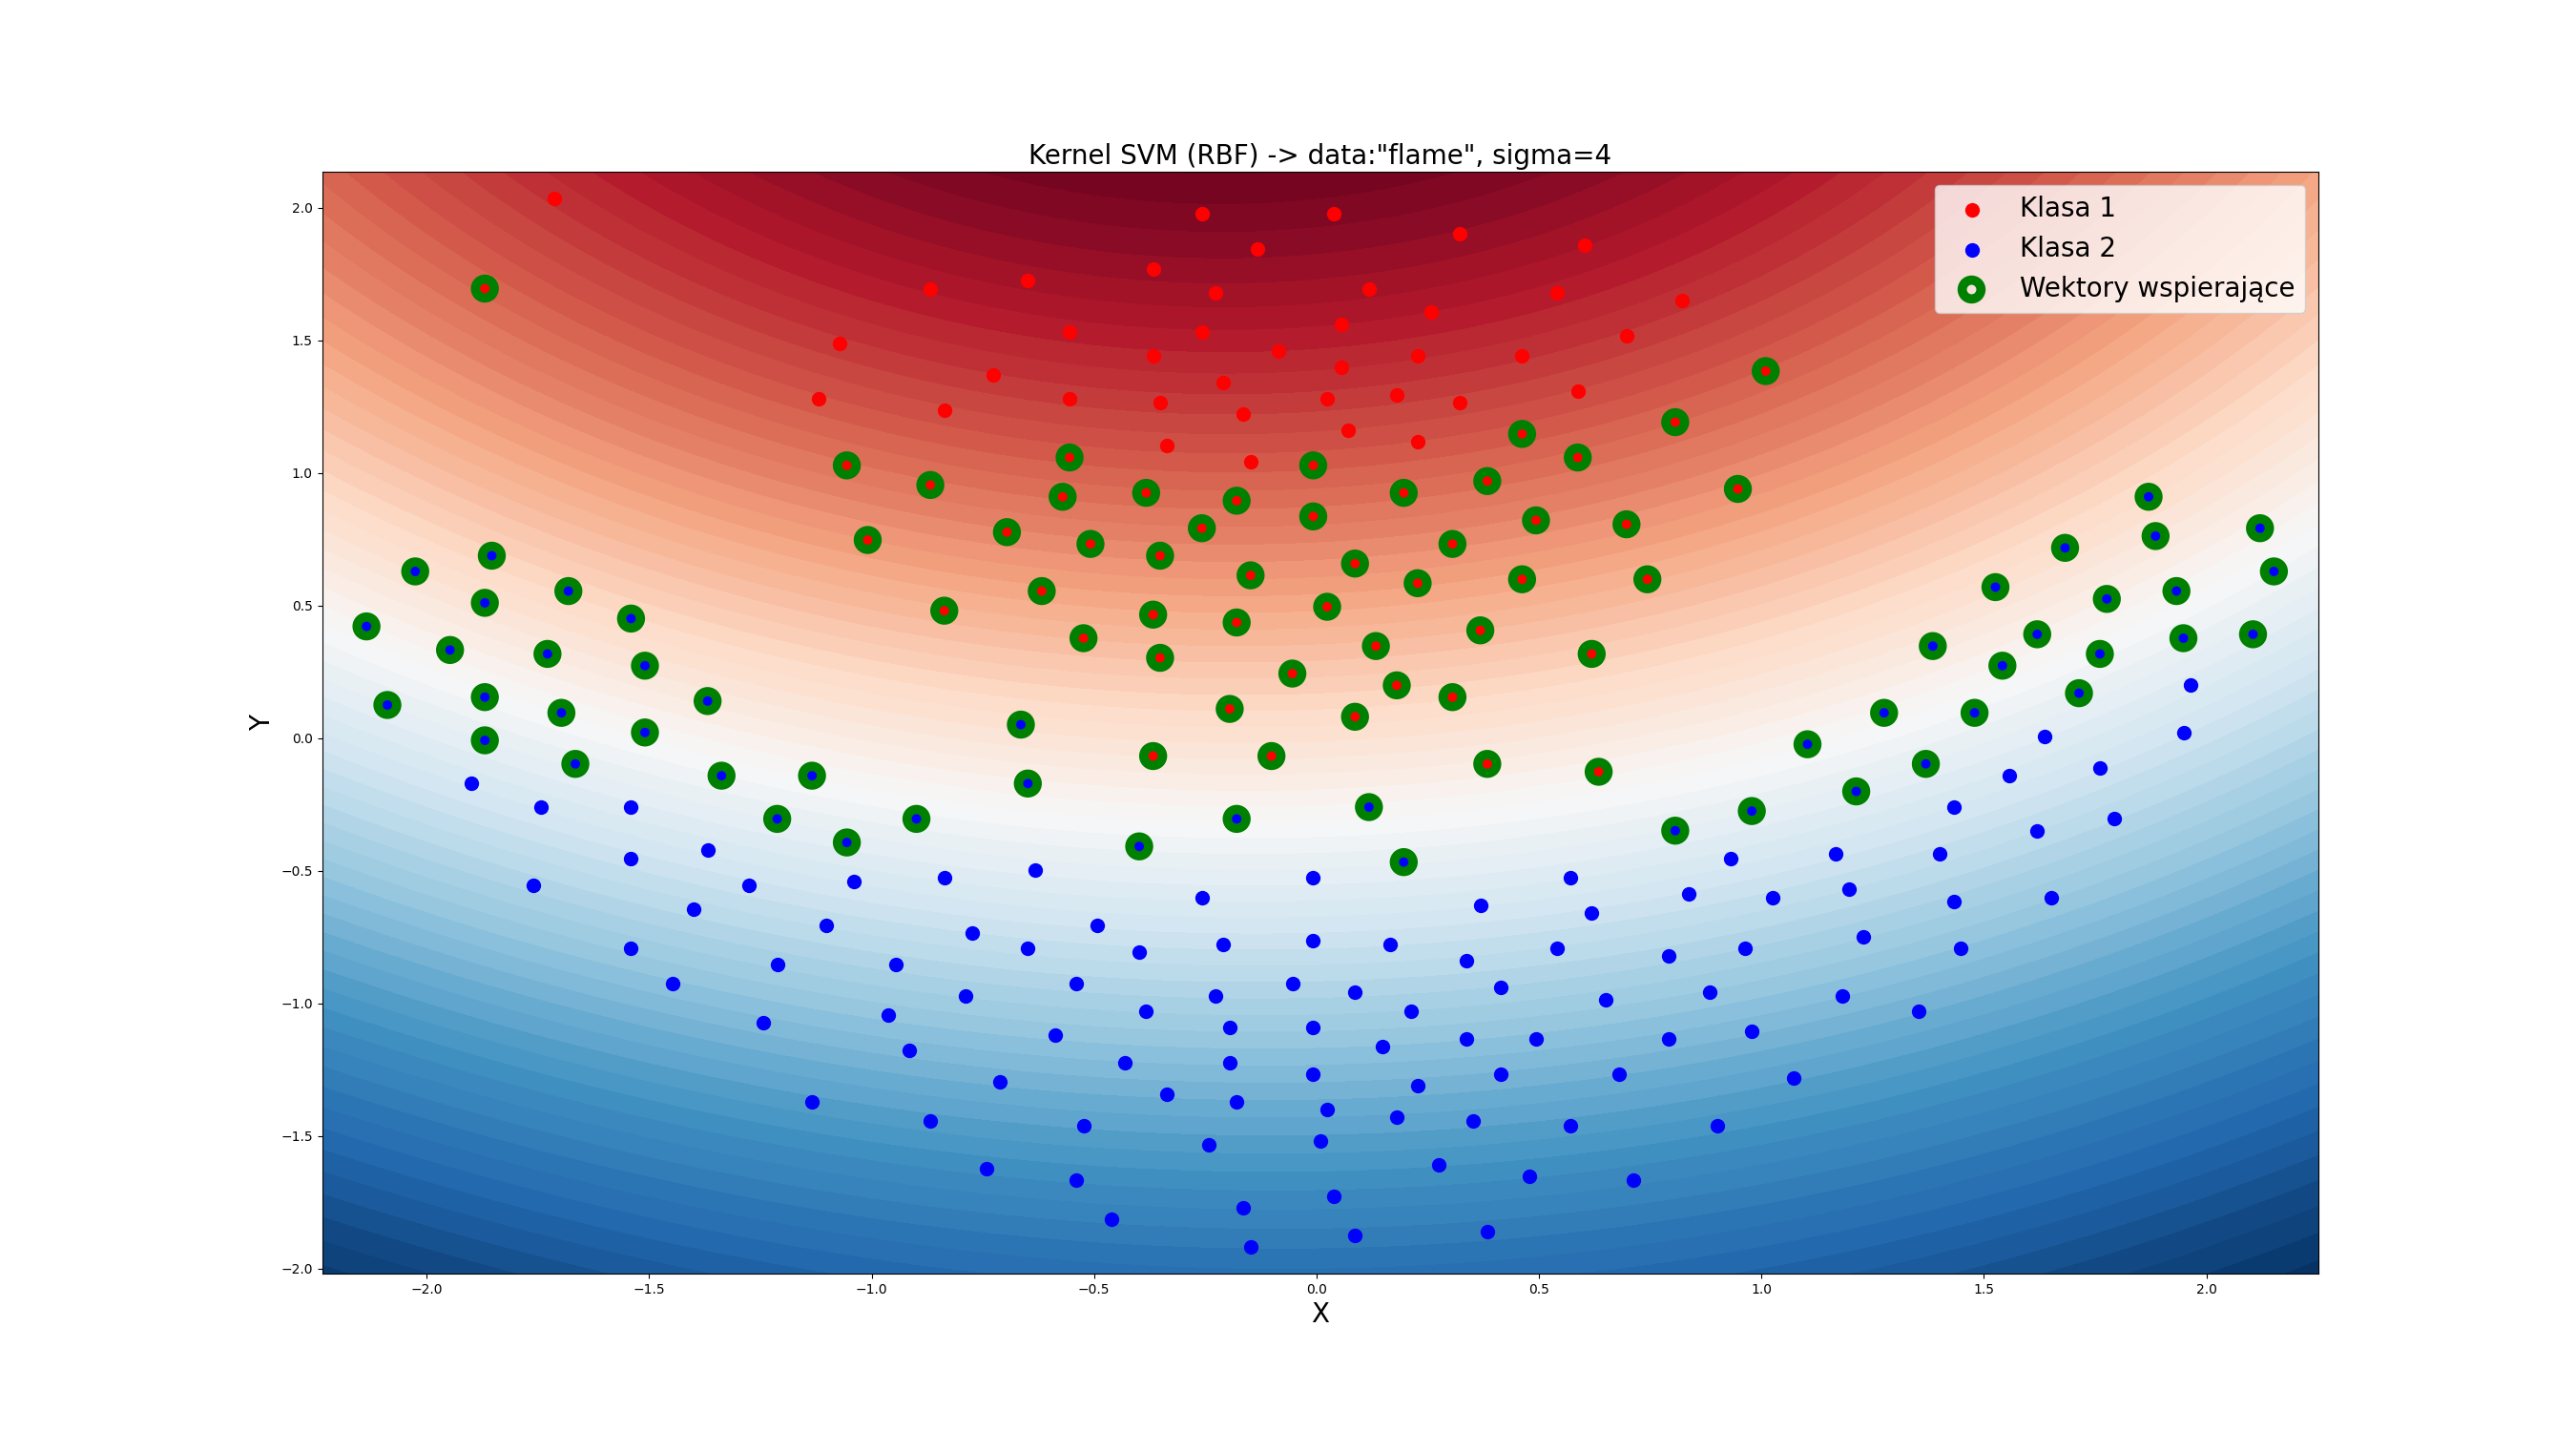 Kernel SVM (RBF) -> data:"flame", sigma=4
Klasa 1
Klasa 2
Wektory wspierające
2.0
1.5
1.0
0.5
0.0
−0.5
−1.0
−1.5
−2.0
Y
−2.0 −1.5 −1.0 −0.5 0.0 0.5 1.0 1.5 2.0
X